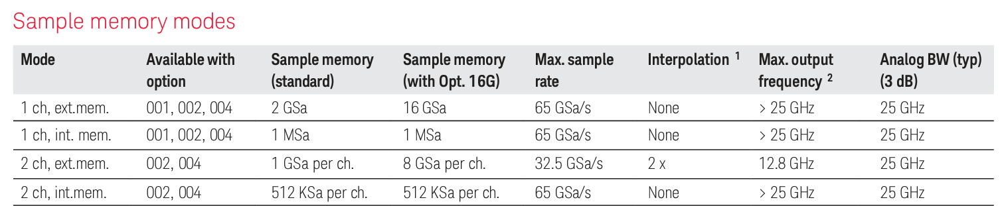 Sample memory modes
Mode Available with option Sample memory (standard) Sample memory (with Opt. 16G) Max. sample rate Interpolation 1 Max. output frequency 2 Analog BW (typ) (3 dB)
1 ch, ext.mem. 001, 002, 004 2 GSa 16 GSa 65 GSa/s None > 25 GHz 25 GHz
1 ch, int. mem. 001, 002, 004 1 MSa 1 MSa 65 GSa/s None > 25 GHz 25 GHz
2 ch, ext.mem. 002, 004 1 GSa per ch. 8 GSa per ch. 32.5 GSa/s 2 x 12.8 GHz 25 GHz
2 ch, int.mem. 002, 004 512 KSa per ch. 512 KSa per ch. 65 GSa/s None > 25 GHz 25 GHz